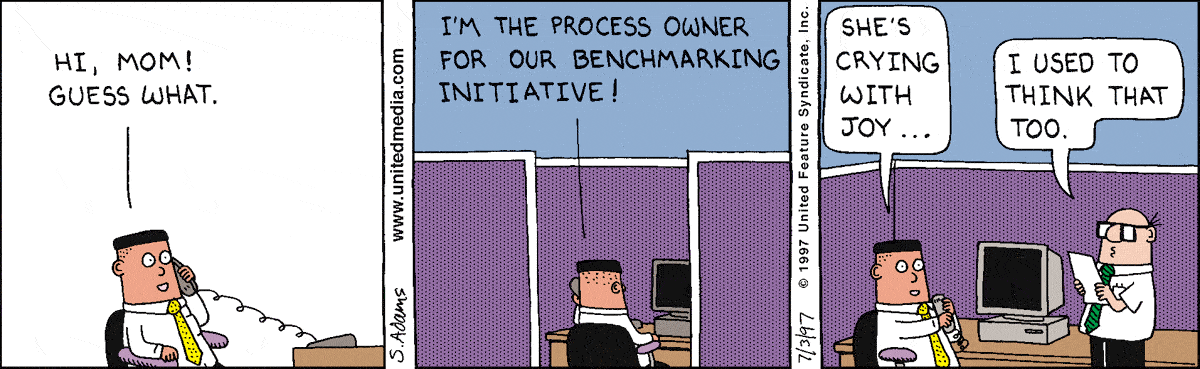 HI, MOM!
GUESS WHAT.
S. Adams
www.unitedmedia.com
I'M THE PROCESS OWNER
FOR OUR BENCHMARKING
INITIATIVE!
7/3/97
© 1997 United Feature Syndicate, Inc.
SHE'S
CRYING
WITH
JOY...
I USED TO
THINK THAT
TOO.